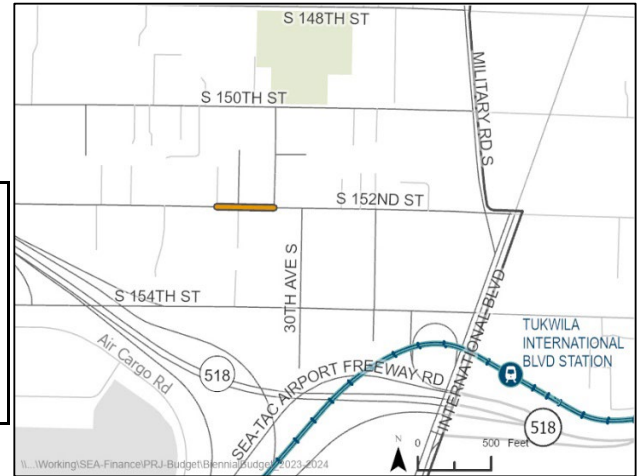 S 148TH ST
MILITARY RD S
S 150TH ST
S 152ND ST
30TH AVE S
S 154TH ST
INTERNATIONAL BLVD
TUKWILA
INTERNATIONAL
BLVD STATION
Air Cargo Rd
518
SEA-TAC AIRPORT FREEWAY RD
518
N
0 500 Feet
\\...\Working\SEA-Finance\PRJ-Budget\BiennialBudget\2023-2024